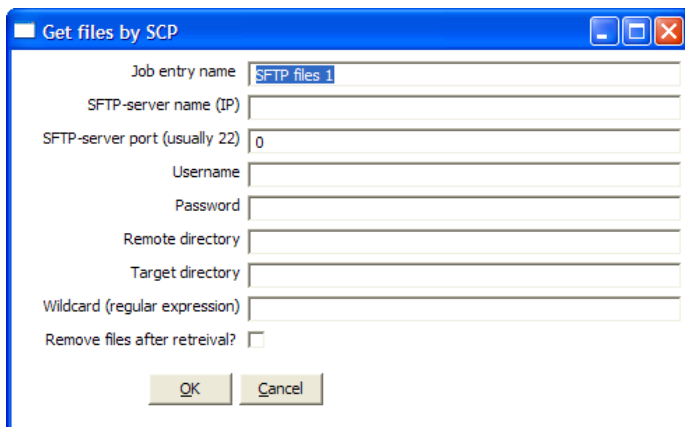 Get files by SCP
Job entry name SFTP files 1
SFTP-server name (IP)
SFTP-server port (usually 22) 0
Username
Password
Remote directory
Target directory
Wildcard (regular expression)
Remove files after retreival?
OK Cancel